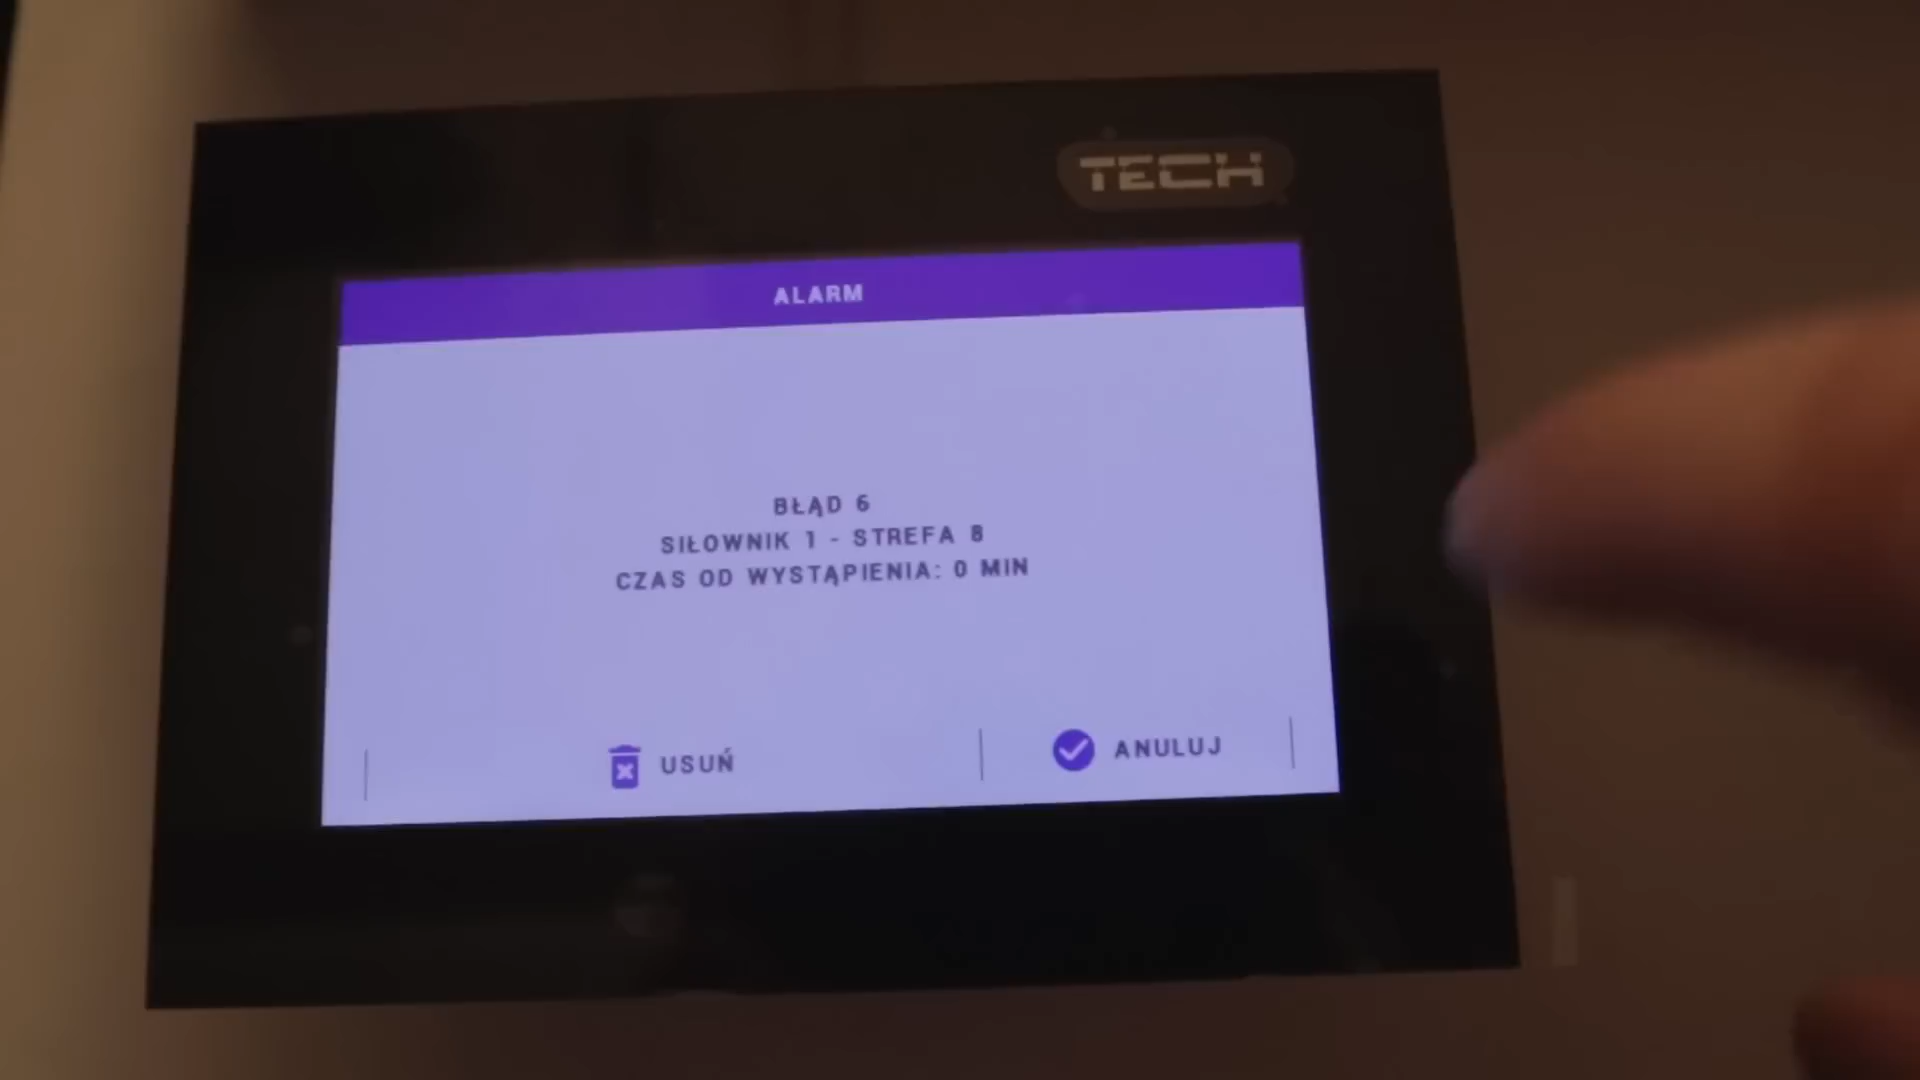 TECH
ALARM
BŁĄD 6
SIŁOWNIK 1 - STREFA 8
CZAS OD WYSTĄPIENIA: 0 MIN
USUŃ
ANULUJ